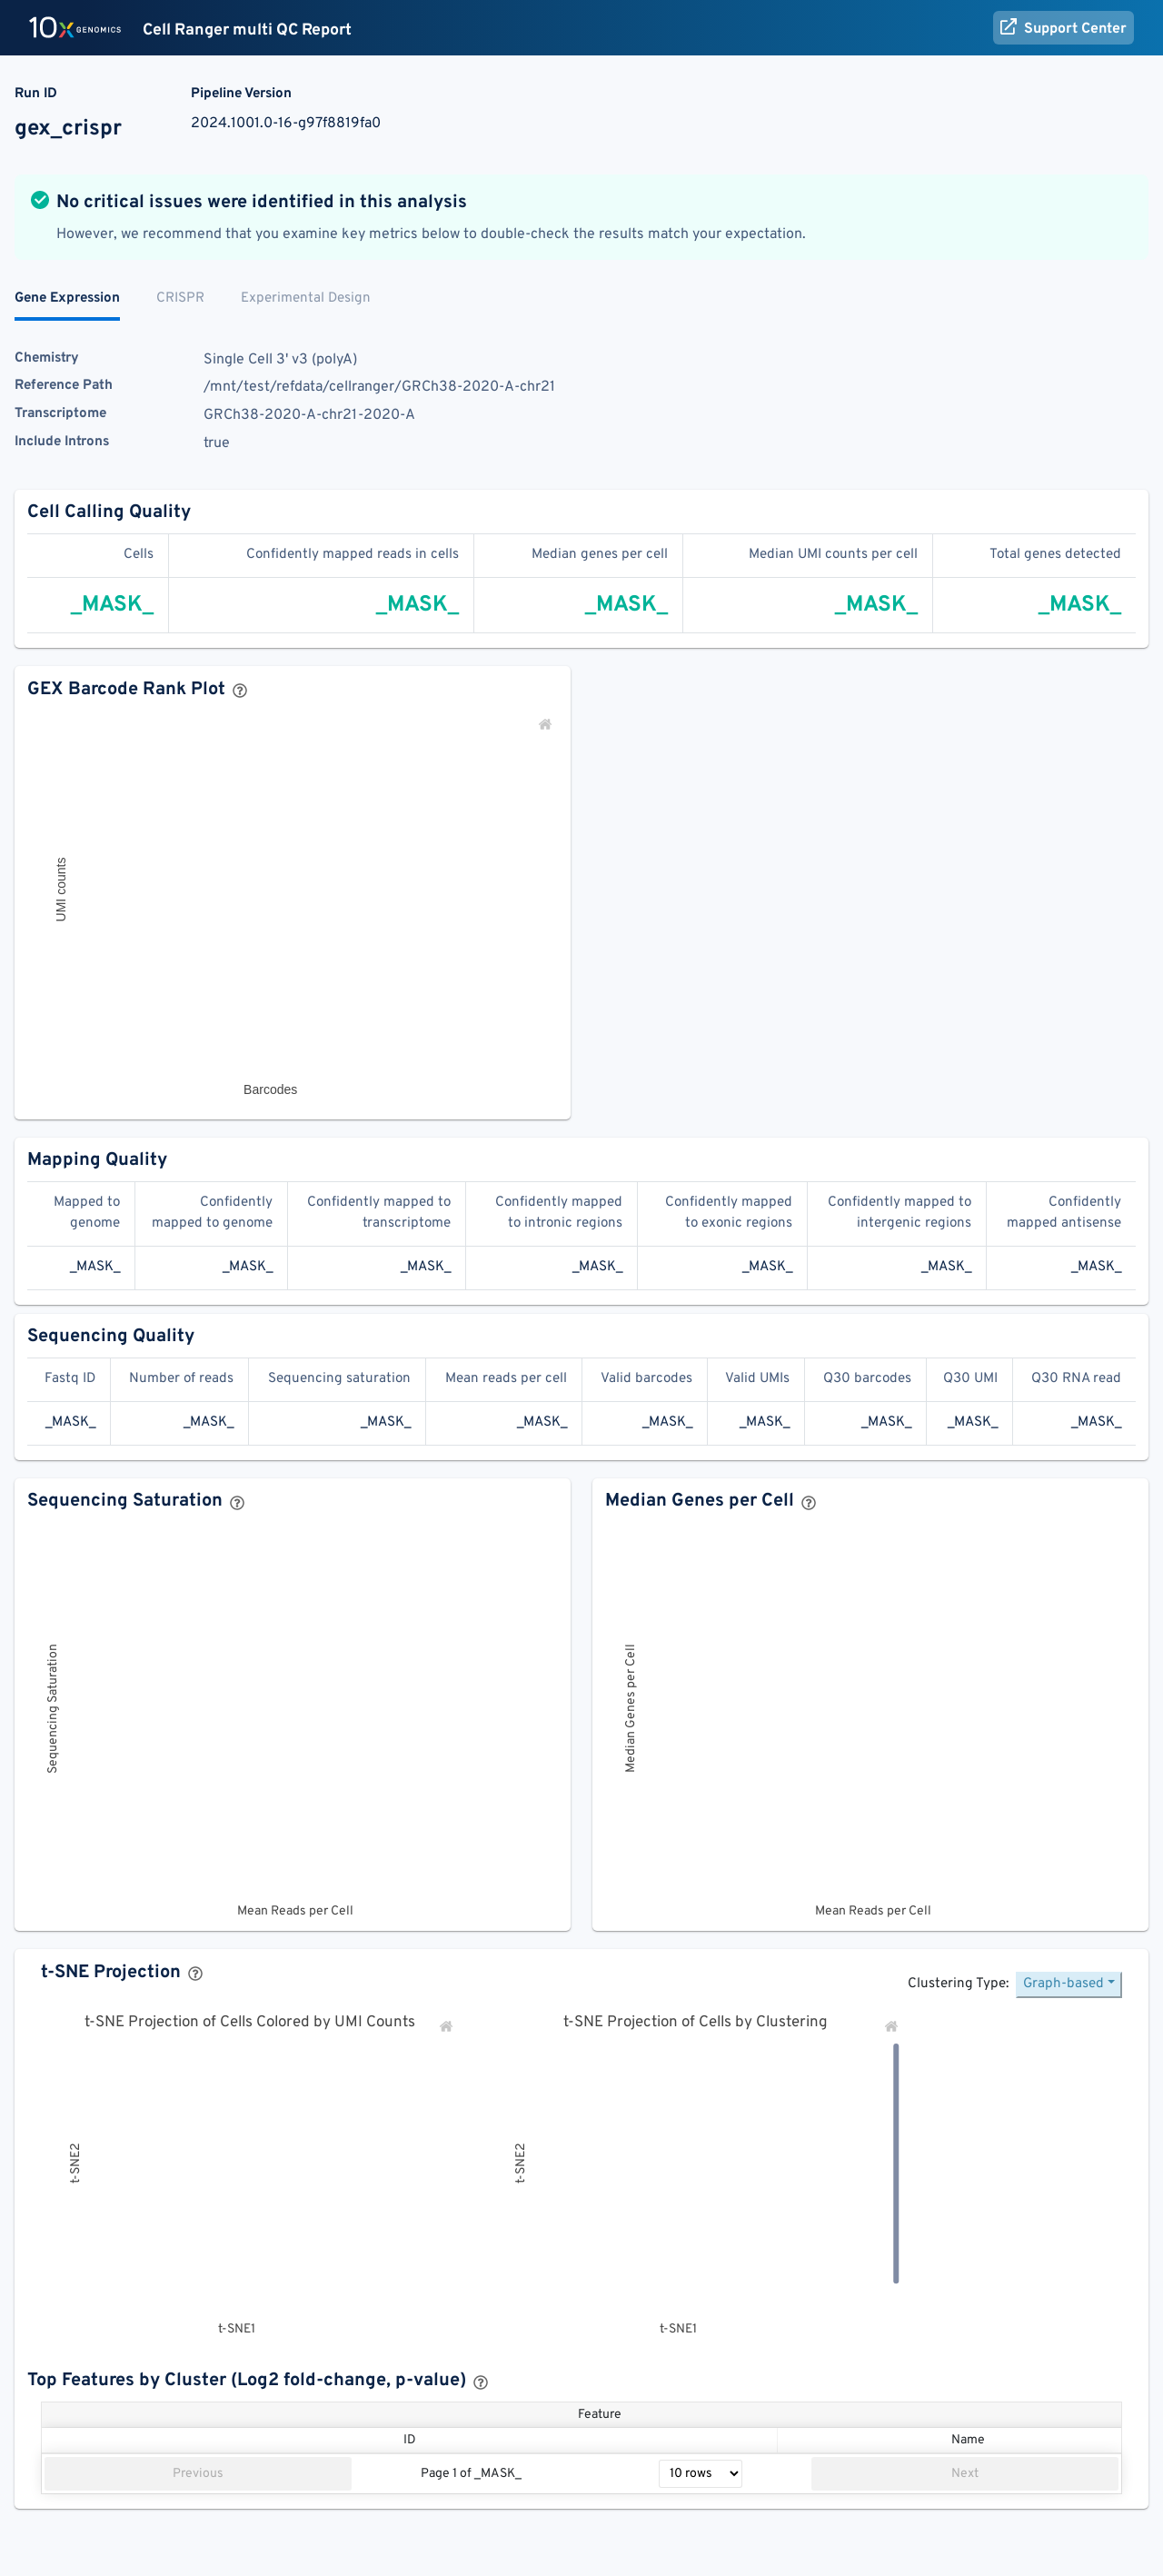 10x GENOMICS Cell Ranger multi QC Report Support Center
Run ID Pipeline Version
gex_crispr 2024.1001.0-16-g97f8819fa0
No critical issues were identified in this analysis
However, we recommend that you examine key metrics below to double-check the results match your expectation.
Gene Expression CRISPR Experimental Design
Chemistry Single Cell 3' v3 (polyA)
Reference Path /mnt/test/refdata/cellranger/GRCh38-2020-A-chr21
Transcriptome GRCh38-2020-A-chr21-2020-A
Include Introns true
Cell Calling Quality
Cells Confidently mapped reads in cells Median genes per cell Median UMI counts per cell Total genes detected
_MASK_ _MASK_ _MASK_ _MASK_ _MASK_
GEX Barcode Rank Plot
UMI counts
Barcodes
Mapping Quality
Mapped to Confidently Confidently mapped to Confidently mapped Confidently mapped Confidently mapped to Confidently
genome mapped to genome transcriptome to intronic regions to exonic regions intergenic regions mapped antisense
_MASK_ _MASK_ _MASK_ _MASK_ _MASK_ _MASK_ _MASK_
Sequencing Quality
Fastq ID Number of reads Sequencing saturation Mean reads per cell Valid barcodes Valid UMIs Q30 barcodes Q30 UMI Q30 RNA read
_MASK_ _MASK_ _MASK_ _MASK_ _MASK_ _MASK_ _MASK_ _MASK_ _MASK_
Sequencing Saturation
Sequencing Saturation
Mean Reads per Cell
Median Genes per Cell
Median Genes per Cell
Mean Reads per Cell
t-SNE Projection
Clustering Type: Graph-based
t-SNE Projection of Cells Colored by UMI Counts
t-SNE2
t-SNE1
t-SNE Projection of Cells by Clustering
t-SNE2
t-SNE1
Top Features by Cluster (Log2 fold-change, p-value)
Feature
ID Name
Previous Page 1 of _MASK_ 10 rows Next